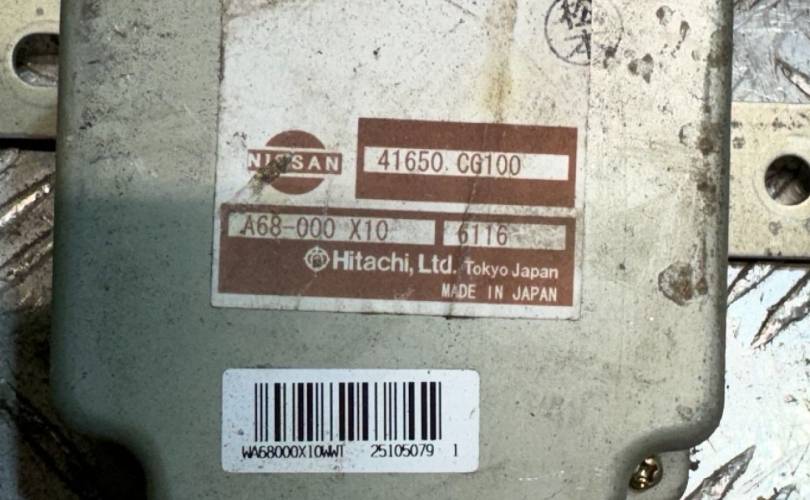 NISSAN
41650 CG100
A68-000 X10 6116
Hitachi, Ltd. Tokyo Japan
MADE IN JAPAN
WA68000X10WWT 25105079 1